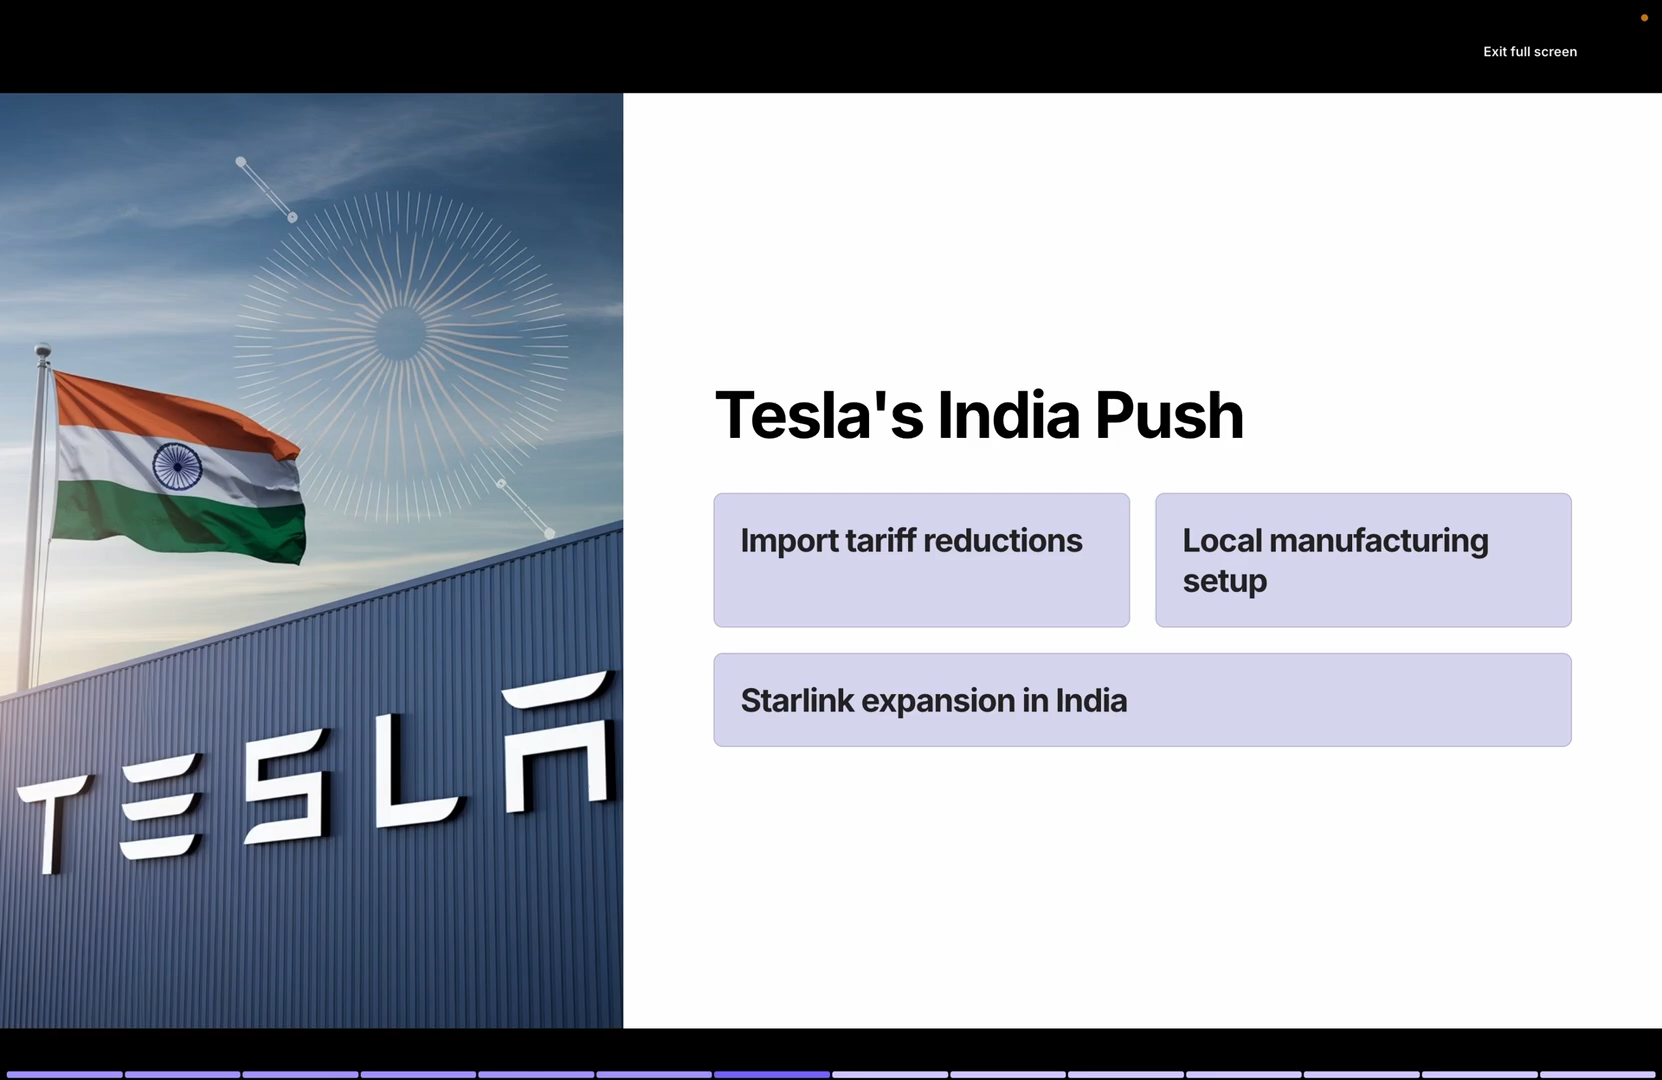 Exit full screen
TESLA
Tesla's India Push
Import tariff reductions
Local manufacturing
setup
Starlink expansion in India